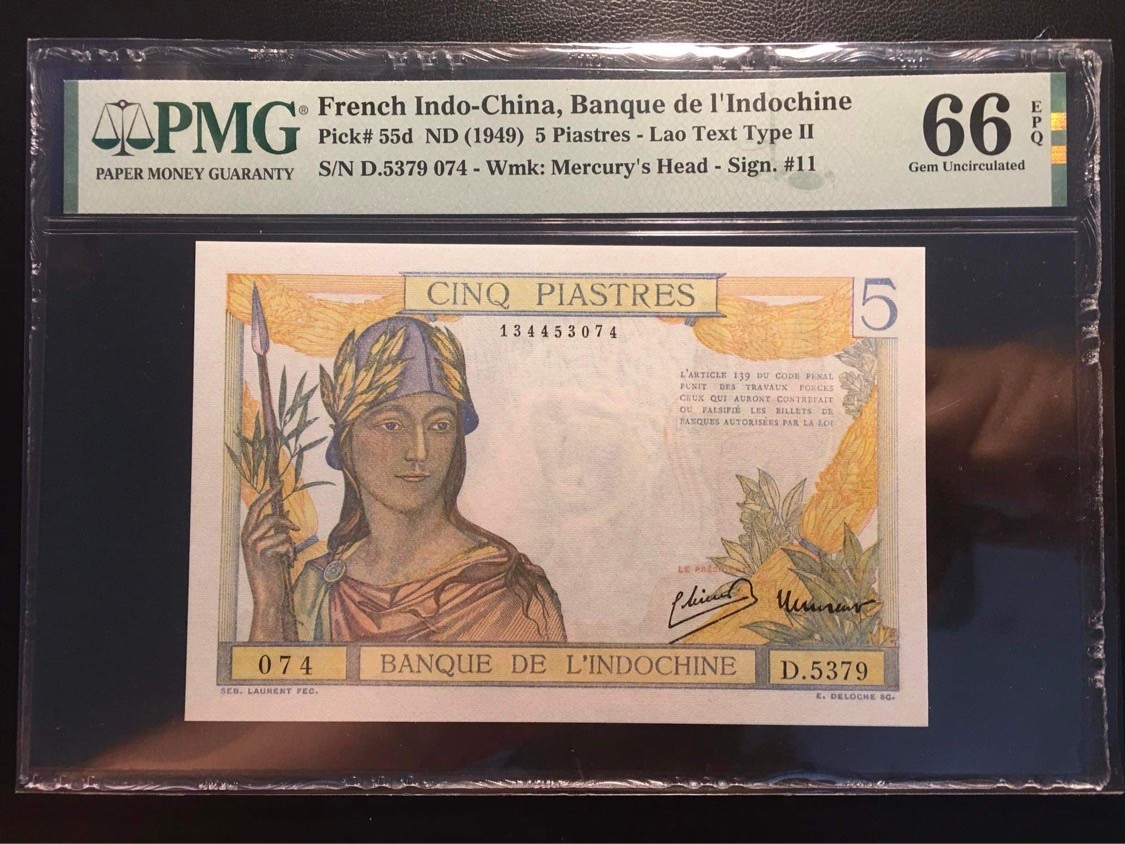 PMG®
PAPER MONEY GUARANTY
French Indo-China, Banque de l'Indochine
Pick# 55d ND (1949) 5 Piastres - Lao Text Type II
S/N D.5379 074 - Wmk: Mercury's Head - Sign. #11
66
EPQ
Gem Uncirculated
CINQ PIASTRES
5
134453074
L'ARTICLE 139 DU CODE PENAL
PUNIT DES TRAVAUX FORCES
CEUX QUI AURONT CONTREFAIT
OU FALSIFIÉ LES BILLETS DE
BANQUES AUTORISÉES PAR LA LOI
LE PRÉSIDENT
074
BANQUE DE L'INDOCHINE
D.5379
SEB. LAURENT FEC.
E. DELOCHE SC.